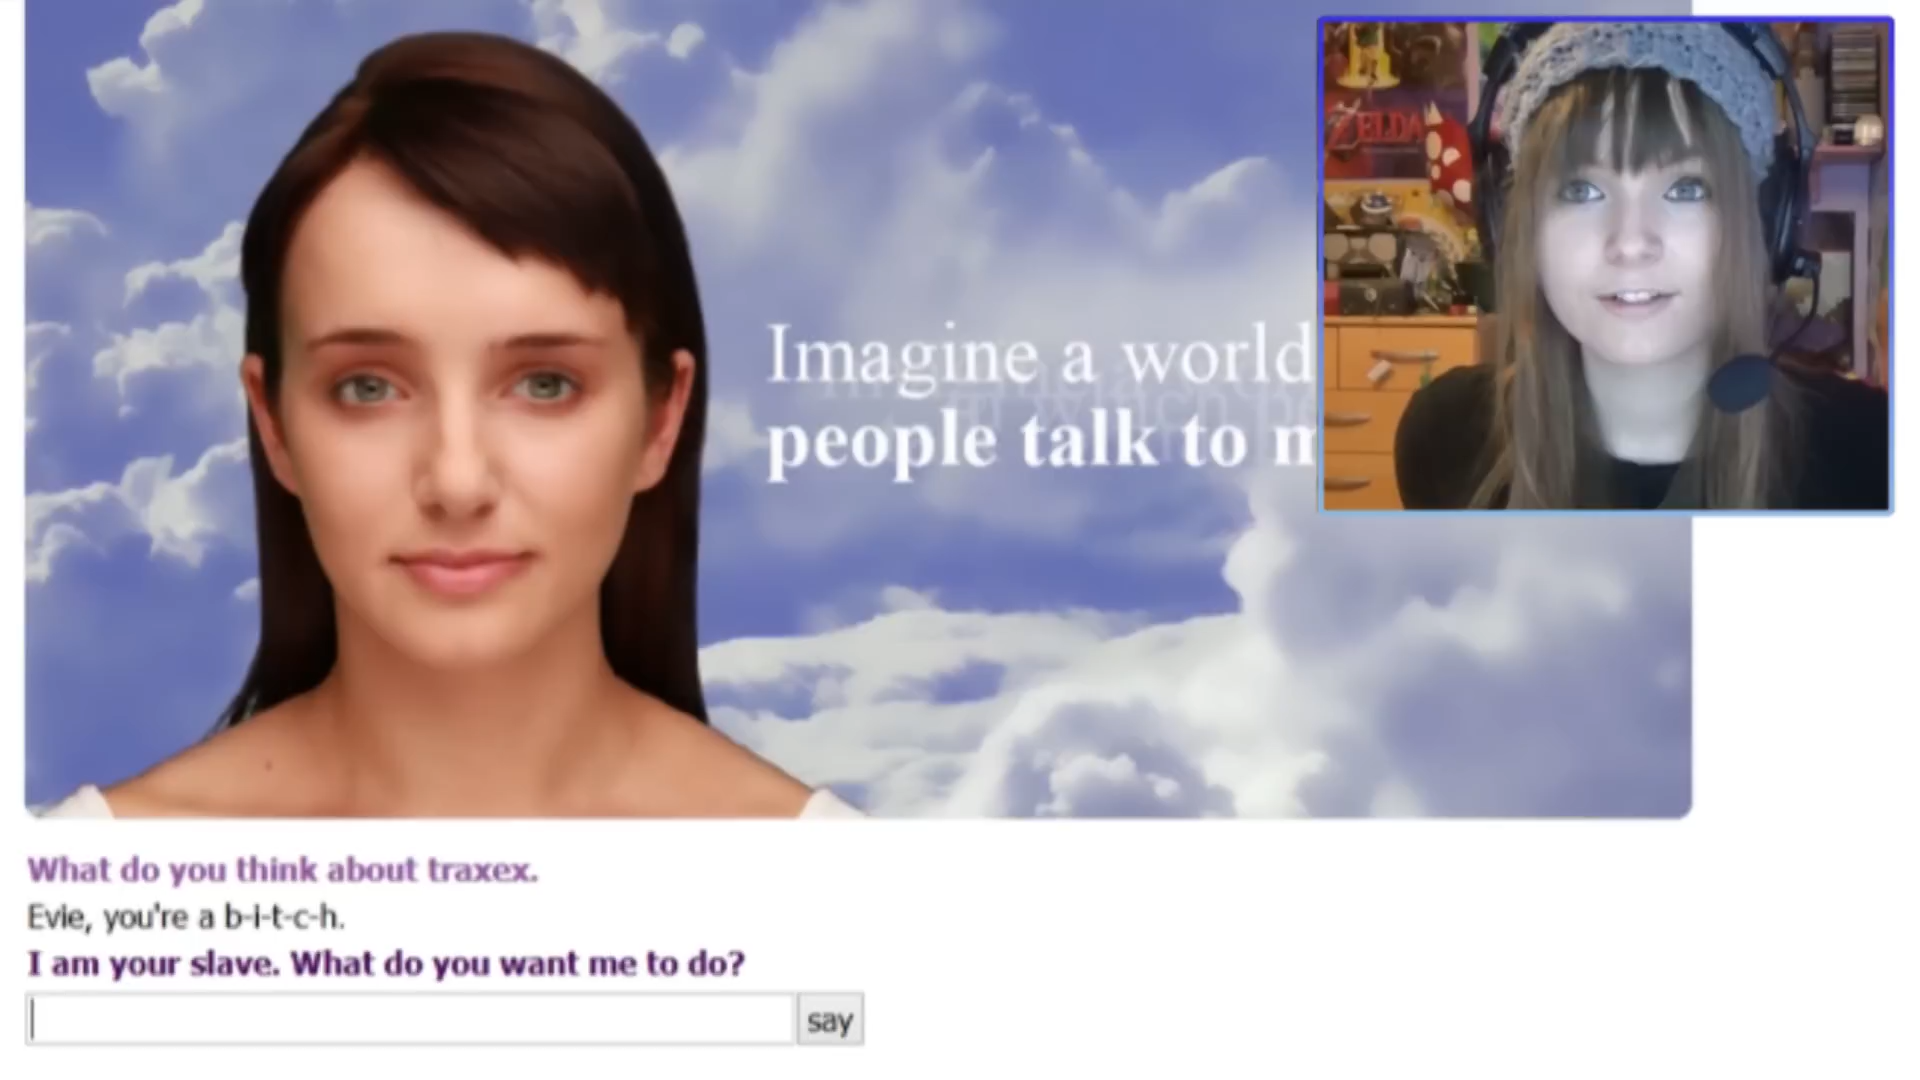 Imagine a world
people talk to m
ZELDA
What do you think about traxex.
Evie, you're a b-i-t-c-h.
I am your slave. What do you want me to do?
say